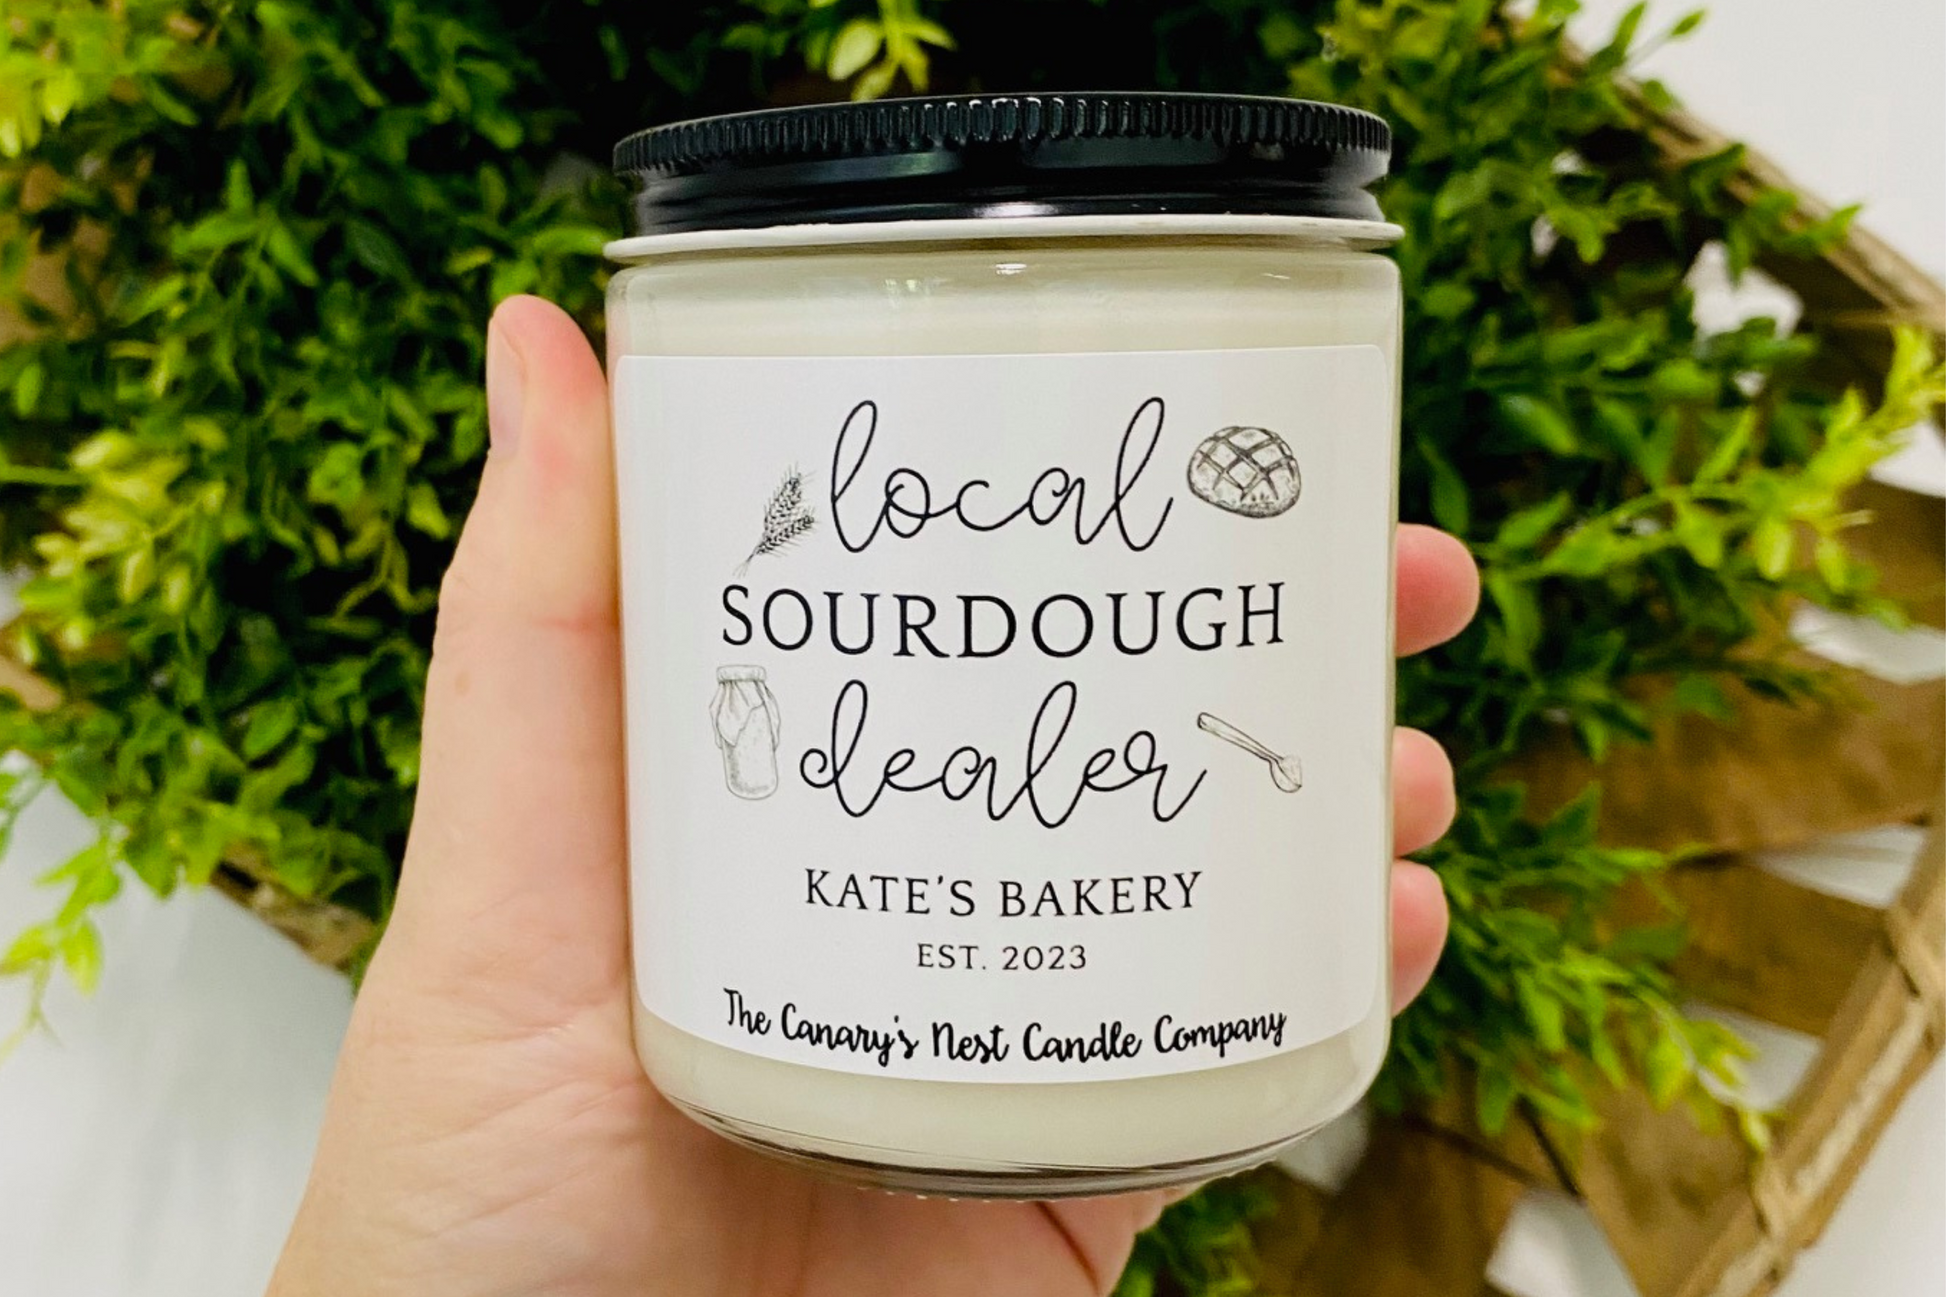 local
SOURDOUGH
dealer
KATE'S BAKERY
EST. 2023
The Canary's Nest Candle Company